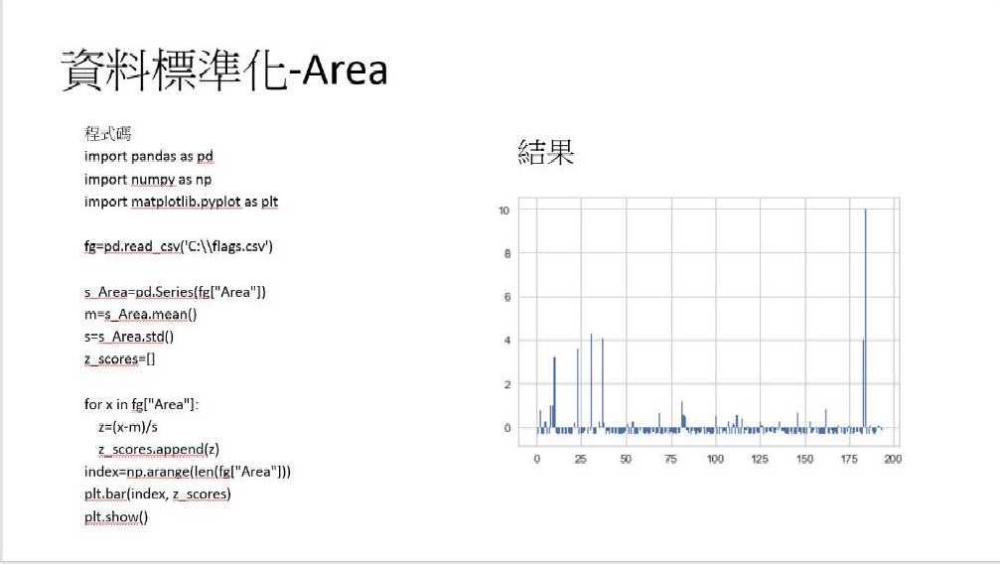 資料標準化-Area
程式碼
import pandas as pd
import numpy as np
import matplotlib.pyplot as plt
fg=pd.read_csv('C:\\flags.csv')
s_Area=pd.Series(fg["Area"])
m=s_Area.mean()
s=s_Area.std()
z_scores=[]
for x in fg["Area"]:
z=(x-m)/s
z_scores.append(z)
index=np.arange(len(fg["Area"]))
plt.bar(index, z_scores)
plt.show()
結果
10
8
6
4
2
0
0 25 50 75 100 125 150 175 200